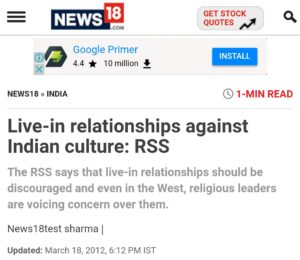 NEWS18.COM
GET STOCK
QUOTES
Google Primer
4.4 ★ 10 million
INSTALL
NEWS18 » INDIA
1-MIN READ
Live-in relationships against
Indian culture: RSS
The RSS says that live-in relationships should be
discouraged and even in the West, religious leaders
are voicing concern over them.
News18test sharma |
Updated: March 18, 2012, 6:12 PM IST